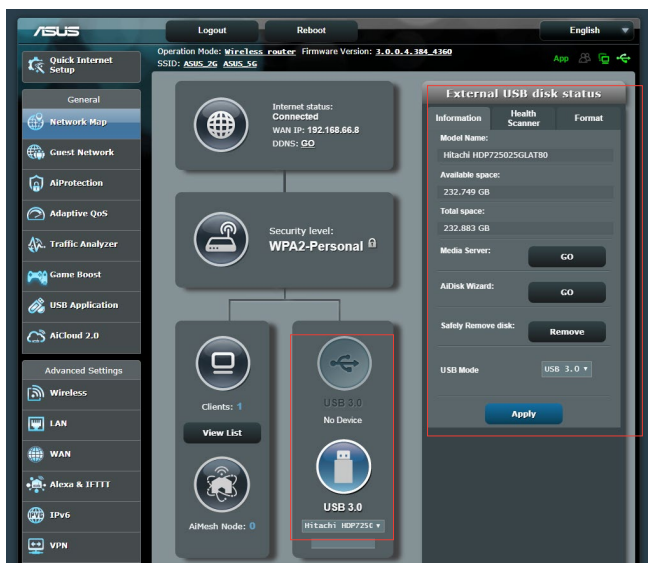 ASUS
Logout
Reboot
English
Operation Mode: Wireless router Firmware Version: 3.0.0.4.384_4360
SSID: ASUS_2G ASUS_5G
App
Quick Internet
Setup
General
Network Map
Guest Network
AiProtection
Adaptive QoS
Traffic Analyzer
Game Boost
USB Application
AiCloud 2.0
Advanced Settings
Wireless
LAN
WAN
Alexa & IFTTT
IPv6
VPN
Internet status:
Connected
WAN IP: 192.168.66.8
DDNS: GO
Security level:
WPA2-Personal
Clients: 1
View List
AiMesh Node: 0
USB 3.0
No Device
USB 3.0
Hitachi HDP725C
External USB disk status
Information
Health
Scanner
Format
Model Name:
Hitachi HDP725025GLAT80
Available space:
232.749 GB
Total space:
232.883 GB
Media Server:
GO
AiDisk Wizard:
GO
Safely Remove disk:
Remove
USB Mode
USB 3.0
Apply